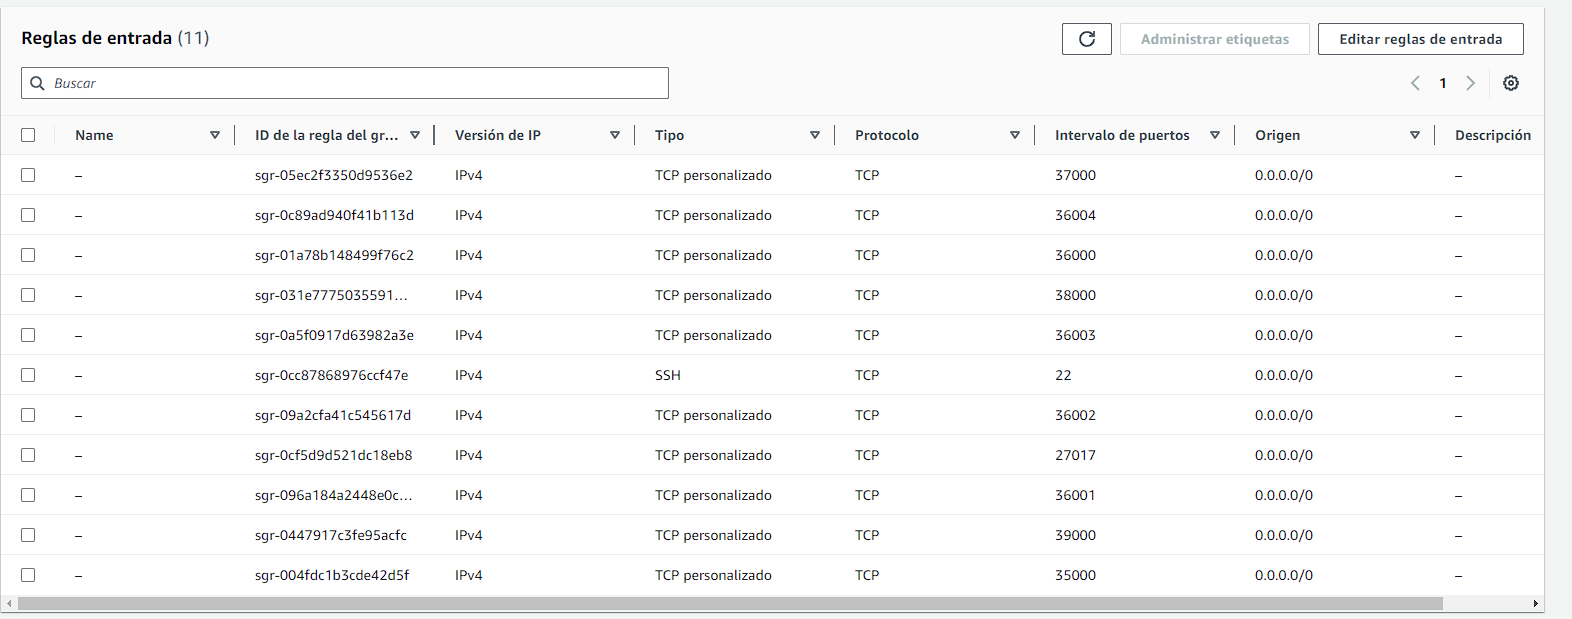 Reglas de entrada (11)
Administrar etiquetas
Editar reglas de entrada
Buscar
1
Name ID de la regla del gr... Versión de IP Tipo Protocolo Intervalo de puertos Origen Descripción
– sgr-05ec2f3350d9536e2 IPv4 TCP personalizado TCP 37000 0.0.0.0/0 –
– sgr-0c89ad940f41b113d IPv4 TCP personalizado TCP 36004 0.0.0.0/0 –
– sgr-01a78b148499f76c2 IPv4 TCP personalizado TCP 36000 0.0.0.0/0 –
– sgr-031e7775035591... IPv4 TCP personalizado TCP 38000 0.0.0.0/0 –
– sgr-0a5f0917d63982a3e IPv4 TCP personalizado TCP 36003 0.0.0.0/0 –
– sgr-0cc87868976ccf47e IPv4 SSH TCP 22 0.0.0.0/0 –
– sgr-09a2cfa41c545617d IPv4 TCP personalizado TCP 36002 0.0.0.0/0 –
– sgr-0cf5d9d521dc18eb8 IPv4 TCP personalizado TCP 27017 0.0.0.0/0 –
– sgr-096a184a2448e0c... IPv4 TCP personalizado TCP 36001 0.0.0.0/0 –
– sgr-0447917c3fe95acfc IPv4 TCP personalizado TCP 39000 0.0.0.0/0 –
– sgr-004fdc1b3cde42d5f IPv4 TCP personalizado TCP 35000 0.0.0.0/0 –